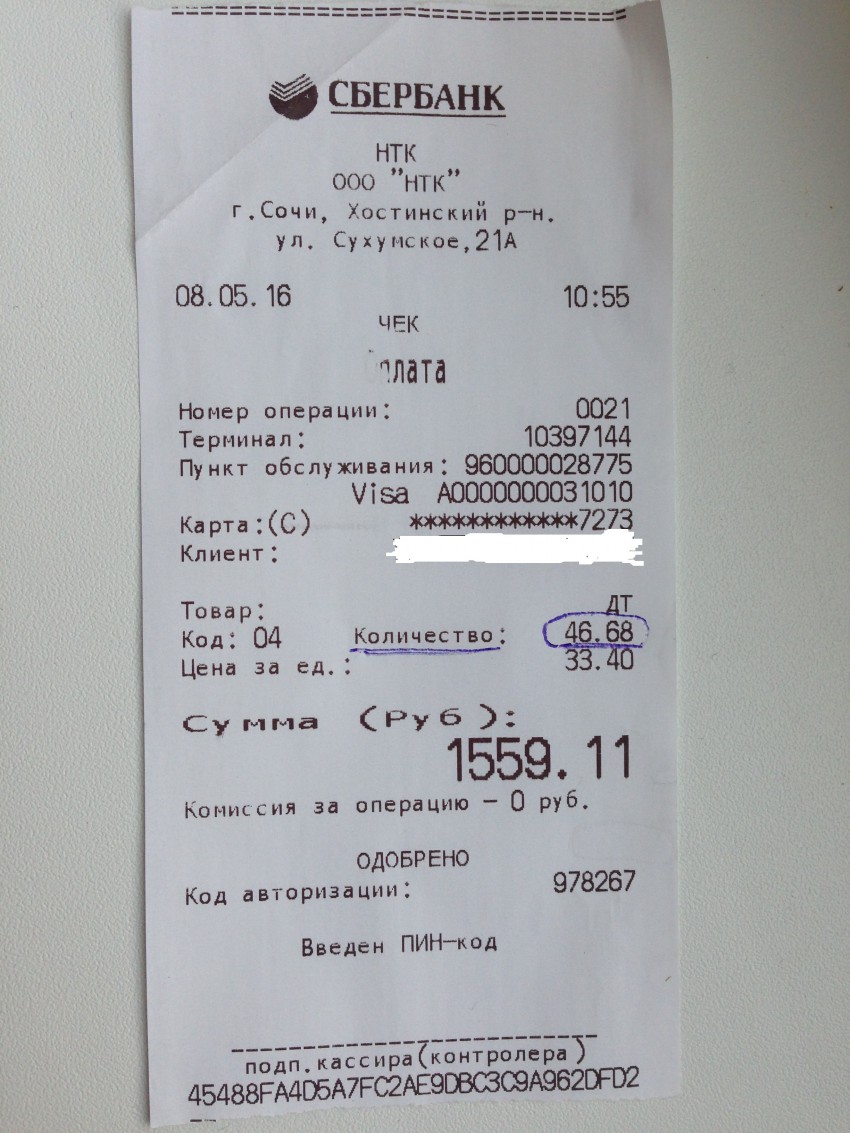 СБЕРБАНК
НТК
ООО "НТК"
г.Сочи, Хостинский р-н.
ул. Сухумское,21А
08.05.16 10:55
ЧЕК
Оплата
Номер операции: 0021
Терминал: 10397144
Пункт обслуживания: 960000028775
Visa A0000000031010
Карта:(C) ************7273
Клиент:
Товар: ДТ
Код: 04 Количество: 46.68
Цена за ед.: 33.40
Сумма (Руб):
1559.11
Комиссия за операцию – 0 руб.
ОДОБРЕНО
Код авторизации: 978267
Введен ПИН-код
подп.кассира(контролера)
45488FA4D5A7FC2AE9DBC3C9A962DFD2